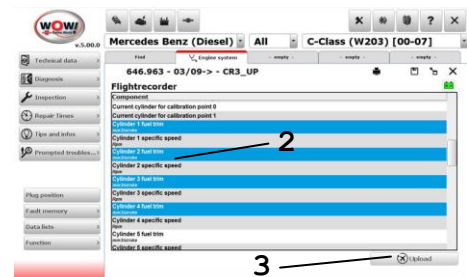 WOW!
v.5.00.0
Mercedes Benz (Diesel)
All
C-Class (W203) [00-07]
? X
Find
Engine system
- empty -
- empty -
- empty -
646.963 - 03/09-> - CR3_UP
Flightrecorder
Technical data
Diagnosis
Inspection
Repair Times
Tips and infos
Prompted troubles...
Plug position
Fault memory
Data lists
Function
Component
Current cylinder for calibration point 0
Current cylinder for calibration point 1
Cylinder 1 fuel trim
Cylinder 1 specific speed
Rpm
Cylinder 2 fuel trim
Cylinder 2 specific speed
Rpm
Cylinder 3 fuel trim
Cylinder 3 specific speed
Rpm
Cylinder 4 fuel trim
Cylinder 4 specific speed
Rpm
Cylinder 5 fuel trim
Cylinder 5 specific speed
2
3
Upload